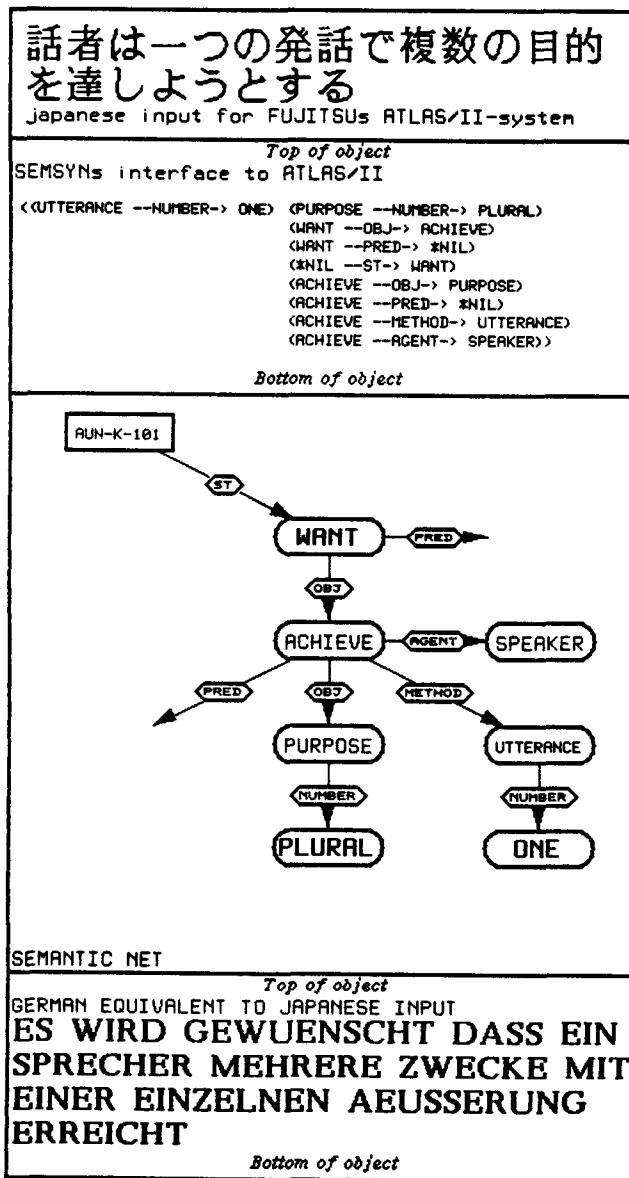 話者は一つの発話で複数の目的
を達しようとする
japanese input for FUJITSUs ATLAS/II-system
Top of object
SEMSYNs interface to ATLAS/II
((UTTERANCE --NUMBER-> ONE) (PURPOSE --NUMBER-> PLURAL)
(WANT --OBJ-> ACHIEVE)
(WANT --PRED-> *NIL)
(*NIL --ST-> WANT)
(ACHIEVE --OBJ-> PURPOSE)
(ACHIEVE --PRED-> *NIL)
(ACHIEVE --METHOD-> UTTERANCE)
(ACHIEVE --AGENT-> SPEAKER))
Bottom of object
AUN-K-101
ST
WANT PRED
OBJ
ACHIEVE AGENT SPEAKER
PRED OBJ METHOD
PURPOSE UTTERANCE
NUMBER NUMBER
PLURAL ONE
SEMANTIC NET
Top of object
GERMAN EQUIVALENT TO JAPANESE INPUT
ES WIRD GEWUENSCHT DASS EIN
SPRECHER MEHRERE ZWECKE MIT
EINER EINZELNEN AEUSSERUNG
ERREICHT
Bottom of object